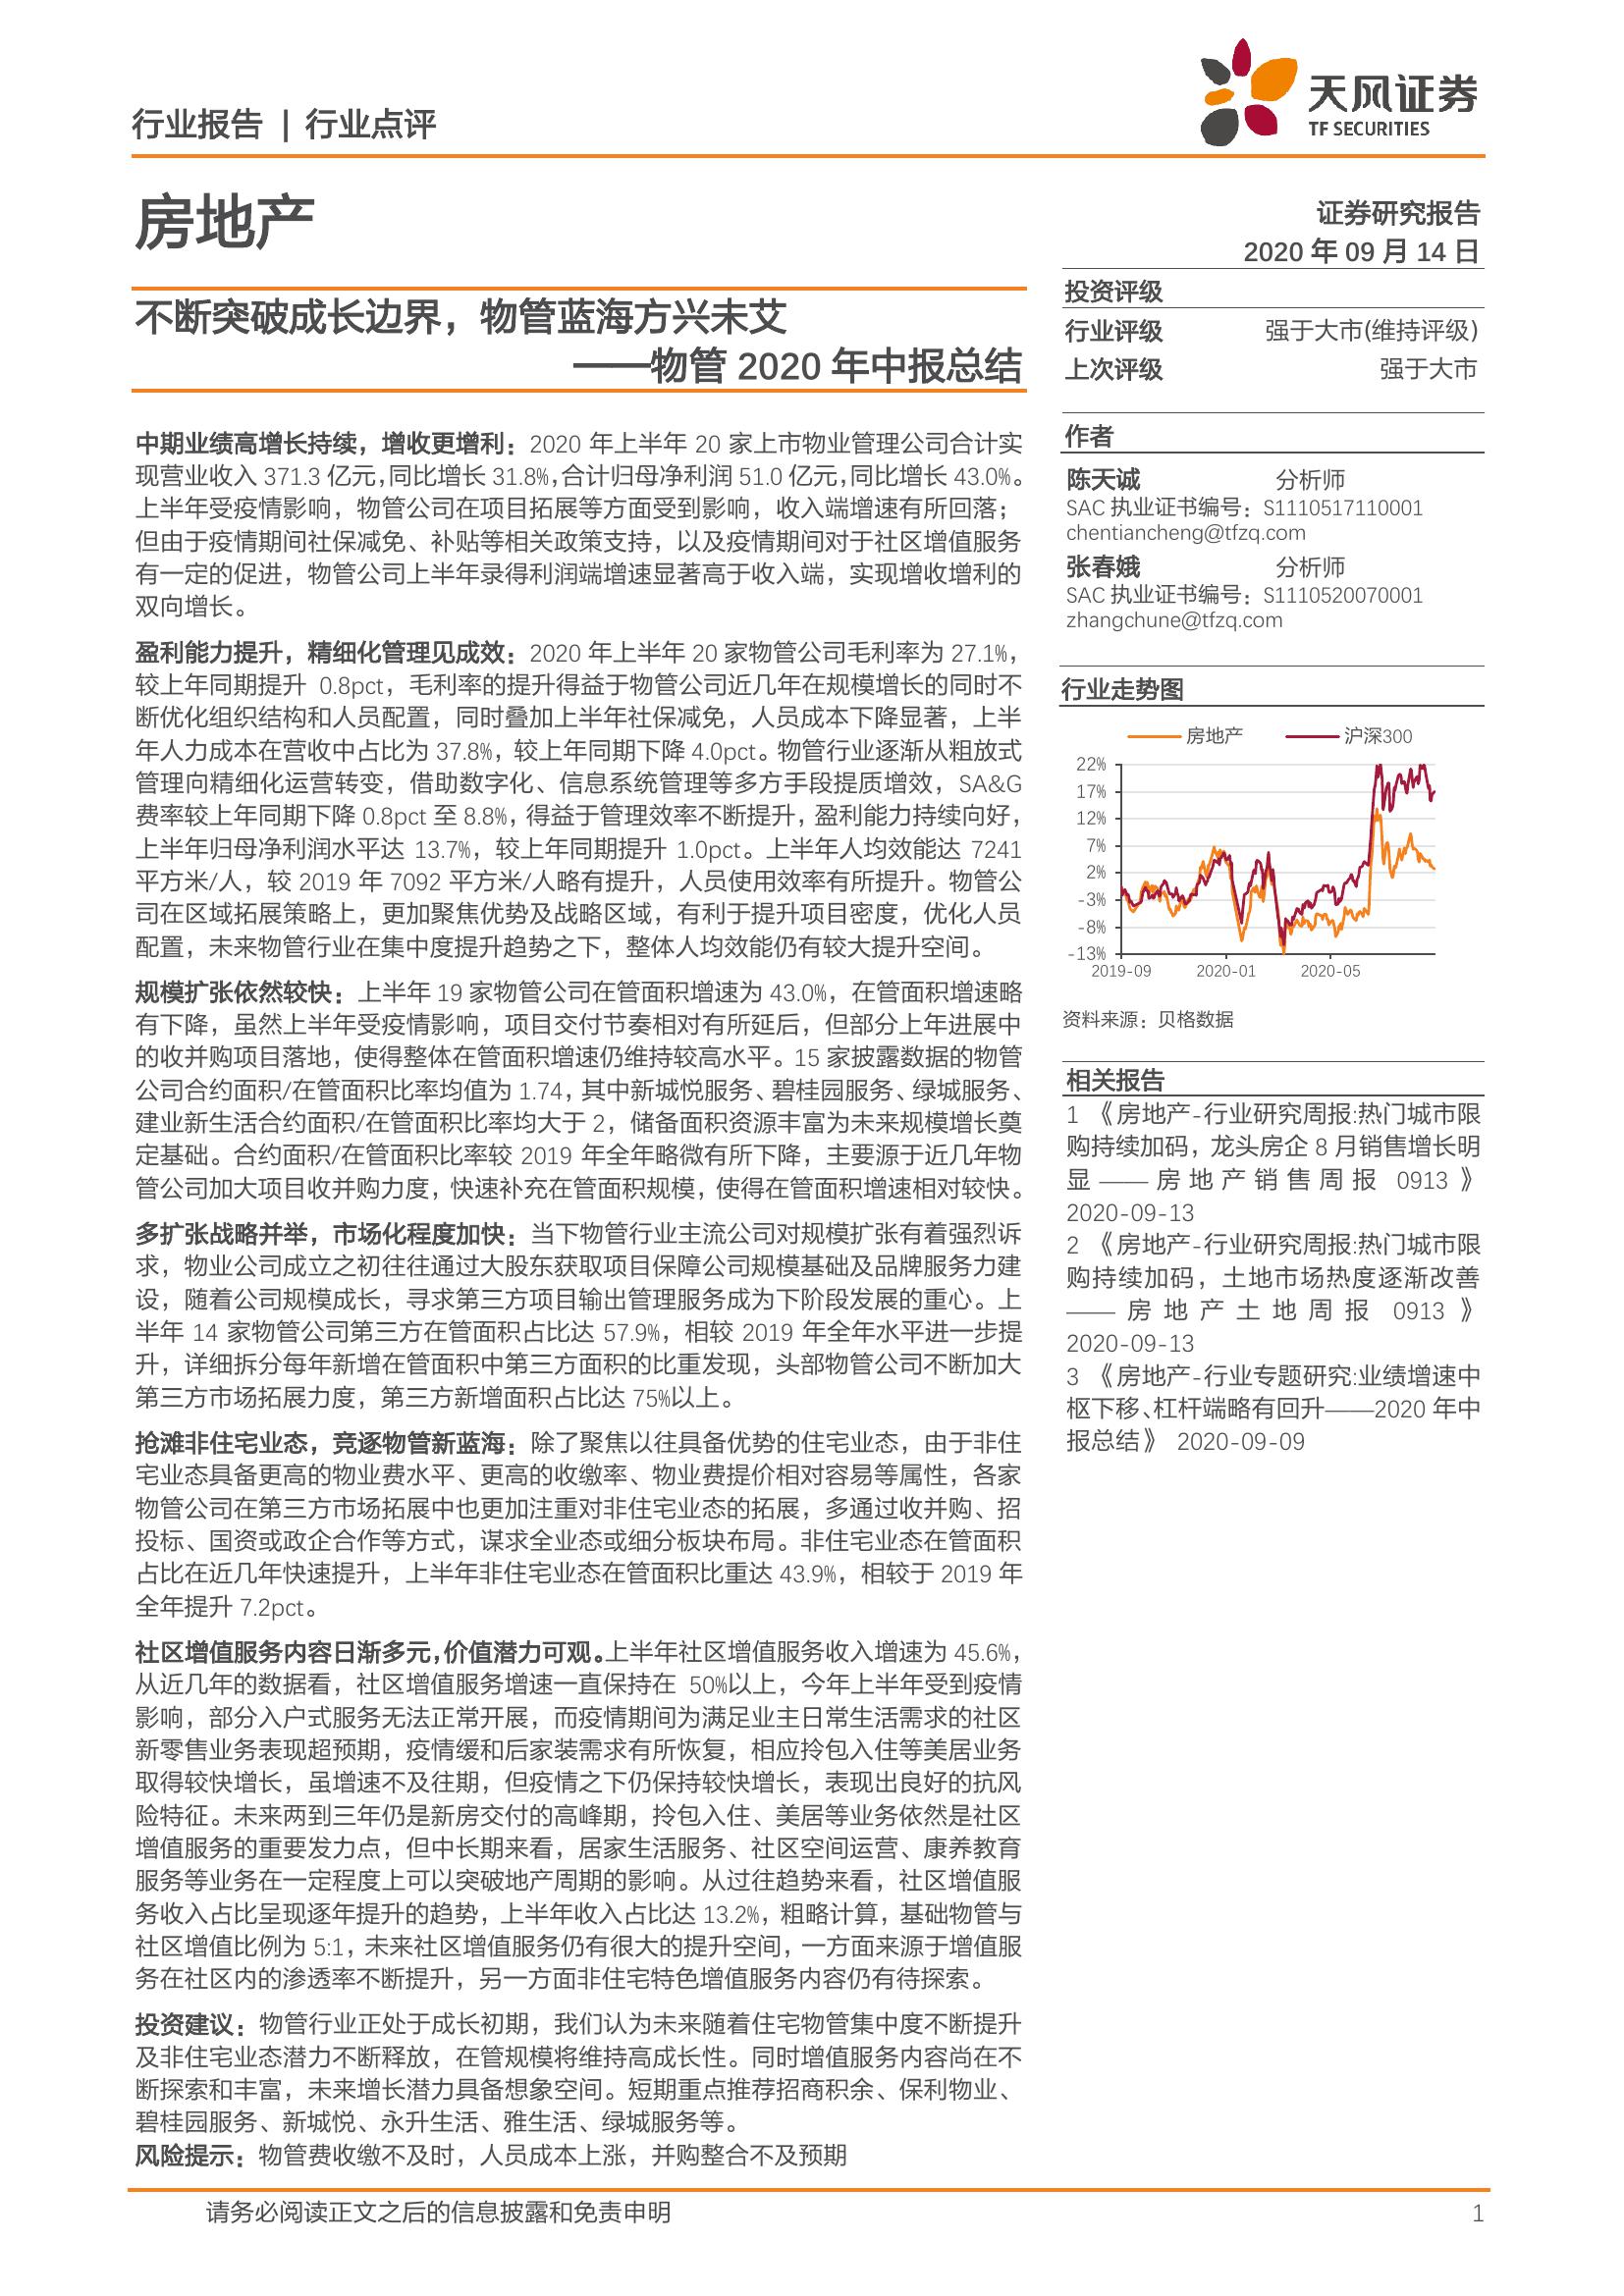 行业报告 | 行业点评
天风证券
TF SECURITIES
房地产
证券研究报告
2020 年 09 月 14 日
不断突破成长边界，物管蓝海方兴未艾
——物管 2020 年中报总结
中期业绩高增长持续，增收更增利：2020 年上半年 20 家上市物业管理公司合计实
现营业收入 371.3 亿元，同比增长 31.8%，合计归母净利润 51.0 亿元，同比增长 43.0%。
上半年受疫情影响，物管公司在项目拓展等方面受到影响，收入端增速有所回落；
但由于疫情期间社保减免、补贴等相关政策支持，以及疫情期间对于社区增值服务
有一定的促进，物管公司上半年录得利润端增速显著高于收入端，实现增收增利的
双向增长。
盈利能力提升，精细化管理见成效：2020 年上半年 20 家物管公司毛利率为 27.1%，
较上年同期提升 0.8pct，毛利率的提升得益于物管公司近几年在规模增长的同时不
断优化组织结构和人员配置，同时叠加上半年社保减免，人员成本下降显著，上半
年人力成本在营收中占比为 37.8%，较上年同期下降 4.0pct。物管行业逐渐从粗放式
管理向精细化运营转变，借助数字化、信息系统管理等多方手段提质增效，SA&G
费率较上年同期下降 0.8pct 至 8.8%，得益于管理效率不断提升，盈利能力持续向好，
上半年归母净利润水平达 13.7%，较上年同期提升 1.0pct。上半年人均效能达 7241
平方米/人，较 2019 年 7092 平方米/人略有提升，人员使用效率有所提升。物管公
司在区域拓展策略上，更加聚焦优势及战略区域，有利于提升项目密度，优化人员
配置，未来物管行业在集中度提升趋势之下，整体人均效能仍有较大提升空间。
规模扩张依然较快：上半年 19 家物管公司在管面积增速为 43.0%，在管面积增速略
有下降，虽然上半年受疫情影响，项目交付节奏相对有所延后，但部分上年进展中
的收并购项目落地，使得整体在管面积增速仍维持较高水平。15 家披露数据的物管
公司合约面积/在管面积比率均值为 1.74，其中新城悦服务、碧桂园服务、绿城服务、
建业新生活合约面积/在管面积比率均大于 2，储备面积资源丰富为未来规模增长奠
定基础。合约面积/在管面积比率较 2019 年全年略微有所下降，主要源于近几年物
管公司加大项目收并购力度，快速补充在管面积规模，使得在管面积增速相对较快。
多扩张战略并举，市场化程度加快：当下物管行业主流公司对规模扩张有着强烈诉
求，物业公司成立之初往往通过大股东获取项目保障公司规模基础及品牌服务力建
设，随着公司规模成长，寻求第三方项目输出管理服务成为下阶段发展的重心。上
半年 14 家物管公司第三方在管面积占比达 57.9%，相较 2019 年全年水平进一步提
升，详细拆分每年新增在管面积中第三方面积的比重发现，头部物管公司不断加大
第三方市场拓展力度，第三方新增面积占比达 75%以上。
抢滩非住宅业态，竞逐物管新蓝海：除了聚焦以往具备优势的住宅业态，由于非住
宅业态具备更高的物业费水平、更高的收缴率、物业费提价相对容易等属性，各家
物管公司在第三方市场拓展中也更加注重对非住宅业态的拓展，多通过收并购、招
投标、国资或政企合作等方式，谋求全业态或细分板块布局。非住宅业态在管面积
占比在近几年快速提升，上半年非住宅业态在管面积比重达 43.9%，相较于 2019 年
全年提升 7.2pct。
社区增值服务内容日渐多元，价值潜力可观。上半年社区增值服务收入增速为 45.6%，
从近几年的数据看，社区增值服务增速一直保持在 50%以上，今年上半年受到疫情
影响，部分入户式服务无法正常开展，而疫情期间为满足业主日常生活需求的社区
新零售业务表现超预期，疫情缓和后家装需求有所恢复，相应拎包入住等美居业务
取得较快增长，虽增速不及往期，但疫情之下仍保持较快增长，表现出良好的抗风
险特征。未来两到三年仍是新房交付的高峰期，拎包入住、美居等业务依然是社区
增值服务的重要发力点，但中长期来看，居家生活服务、社区空间运营、康养教育
服务等业务在一定程度上可以突破地产周期的影响。从过往趋势来看，社区增值服
务收入占比呈现逐年提升的趋势，上半年收入占比达 13.2%，粗略计算，基础物管与
社区增值比例为 5:1，未来社区增值服务仍有很大的提升空间，一方面来源于增值服
务在社区内的渗透率不断提升，另一方面非住宅特色增值服务内容仍有待探索。
投资建议：物管行业正处于成长初期，我们认为未来随着住宅物管集中度不断提升
及非住宅业态潜力不断释放，在管规模将维持高成长性。同时增值服务内容尚在不
断探索和丰富，未来增长潜力具备想象空间。短期重点推荐招商积余、保利物业、
碧桂园服务、新城悦、永升生活、雅生活、绿城服务等。
风险提示：物管费收缴不及时，人员成本上涨，并购整合不及预期
投资评级
行业评级 强于大市(维持评级)
上次评级 强于大市
作者
陈天诚 分析师
SAC 执业证书编号：S1110517110001
chentiancheng@tfzq.com
张春娥 分析师
SAC 执业证书编号：S1110520070001
zhangchune@tfzq.com
行业走势图
房地产 沪深300
22%
17%
12%
7%
2%
-3%
-8%
-13%
2019-09 2020-01 2020-05
资料来源：贝格数据
相关报告
1 《房地产-行业研究周报:热门城市限
购持续加码，龙头房企 8 月销售增长明
显——房地产销售周报 0913》
2020-09-13
2 《房地产-行业研究周报:热门城市限
购持续加码，土地市场热度逐渐改善
——房地产土地周报 0913》
2020-09-13
3 《房地产-行业专题研究:业绩增速中
枢下移、杠杆端略有回升——2020 年中
报总结》 2020-09-09
请务必阅读正文之后的信息披露和免责申明
1